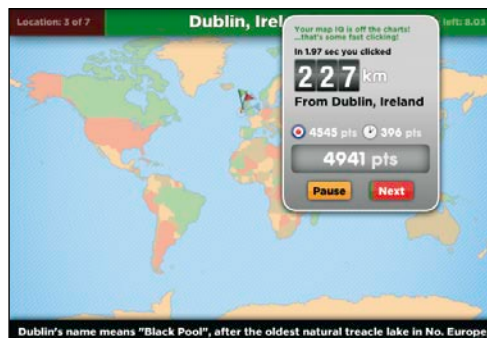 Location: 3 of 7
Dublin, Irel
left: 8.03
Your map IQ is off the charts!
...that's some fast clicking!
In 1.97 sec you clicked
227 km
From Dublin, Ireland
4545 pts 396 pts
4941 pts
Pause Next
Dublin's name means "Black Pool", after the oldest natural treacle lake in No. Europe